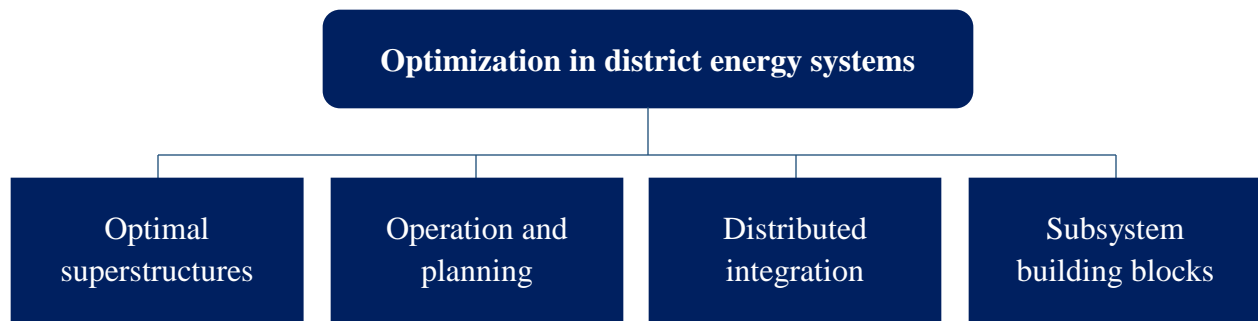 Optimization in district energy systems
Optimal
superstructures
Operation and
planning
Distributed
integration
Subsystem
building blocks